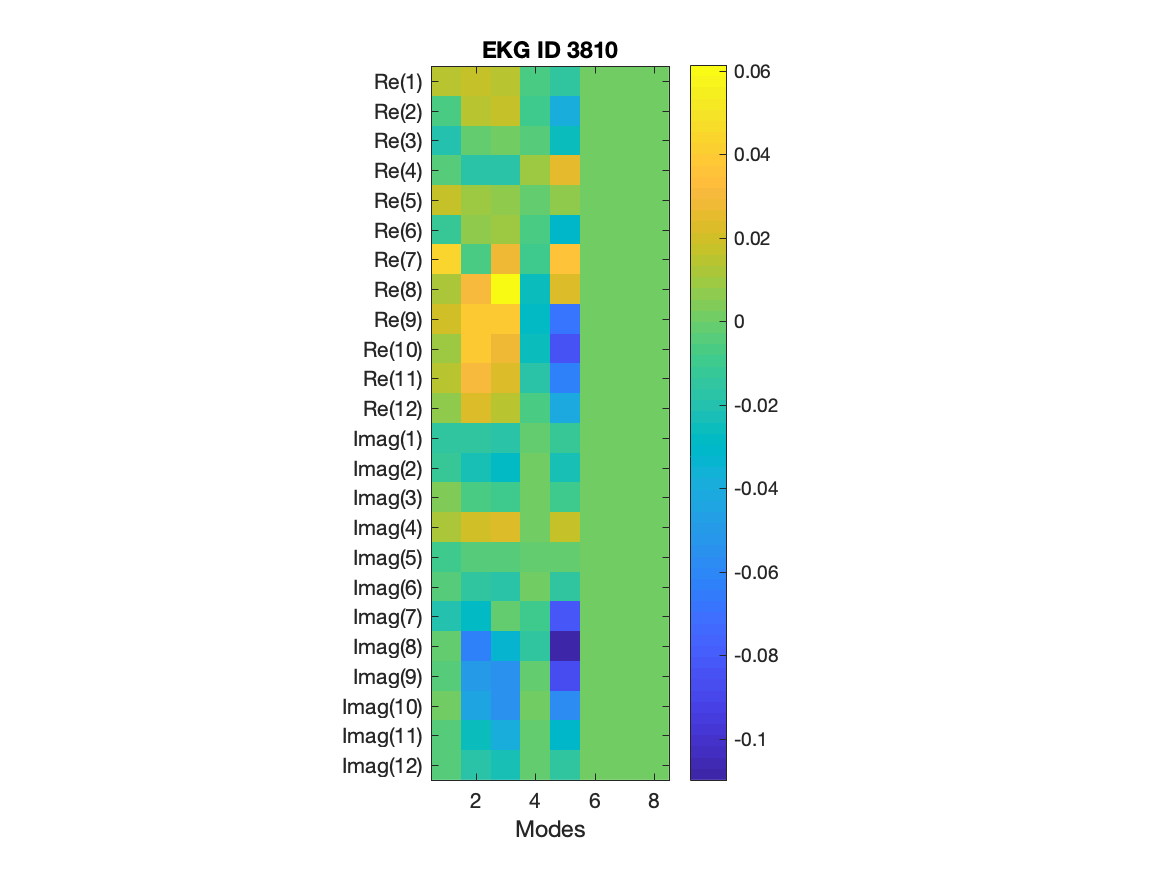 EKG ID 3810
Re(1)
Re(2)
Re(3)
Re(4)
Re(5)
Re(6)
Re(7)
Re(8)
Re(9)
Re(10)
Re(11)
Re(12)
Imag(1)
Imag(2)
Imag(3)
Imag(4)
Imag(5)
Imag(6)
Imag(7)
Imag(8)
Imag(9)
Imag(10)
Imag(11)
Imag(12)
2 4 6 8
Modes
0.06
0.04
0.02
0
-0.02
-0.04
-0.06
-0.08
-0.1